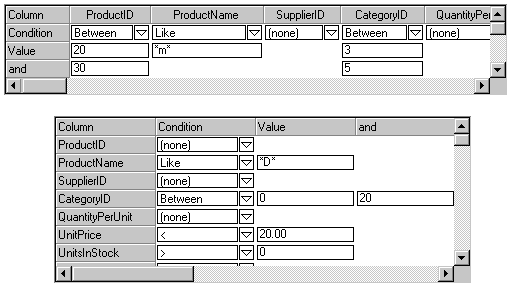 Column ProductID ProductName SupplierID CategoryID QuantityPer
Condition Between Like (none) Between (none)
Value 20 "m" 3
and 30 5
Column Condition Value and
ProductID (none)
ProductName Like "D"
SupplierID (none)
CategoryID Between 0 20
QuantityPerUnit (none)
UnitPrice < 20.00
UnitsInStock > 0